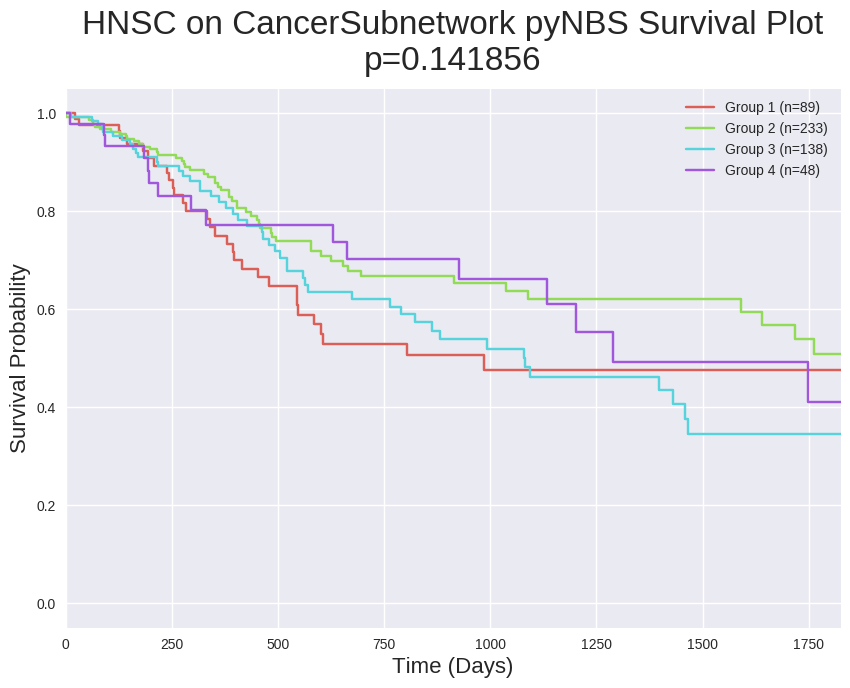 HNSC on CancerSubnetwork pyNBS Survival Plot
p=0.141856
Group 1 (n=89)
Group 2 (n=233)
Group 3 (n=138)
Group 4 (n=48)
Survival Probability
1.0
0.8
0.6
0.4
0.2
0.0
0 250 500 750 1000 1250 1500 1750
Time (Days)